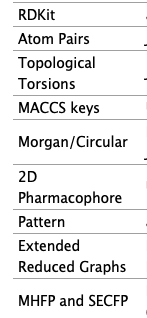 RDKit
Atom Pairs
Topological
Torsions
MACCS keys
Morgan/Circular
2D
Pharmacophore
Pattern
Extended
Reduced Graphs
MHFP and SECFP